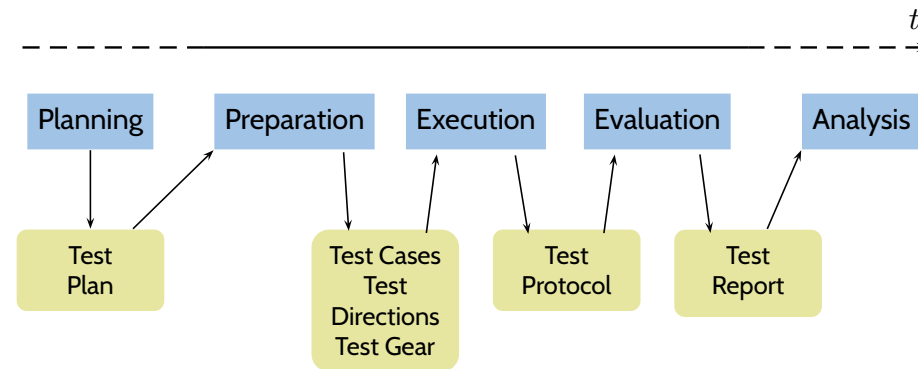 t
Planning
Preparation
Execution
Evaluation
Analysis
Test
Plan
Test Cases
Test
Directions
Test Gear
Test
Protocol
Test
Report